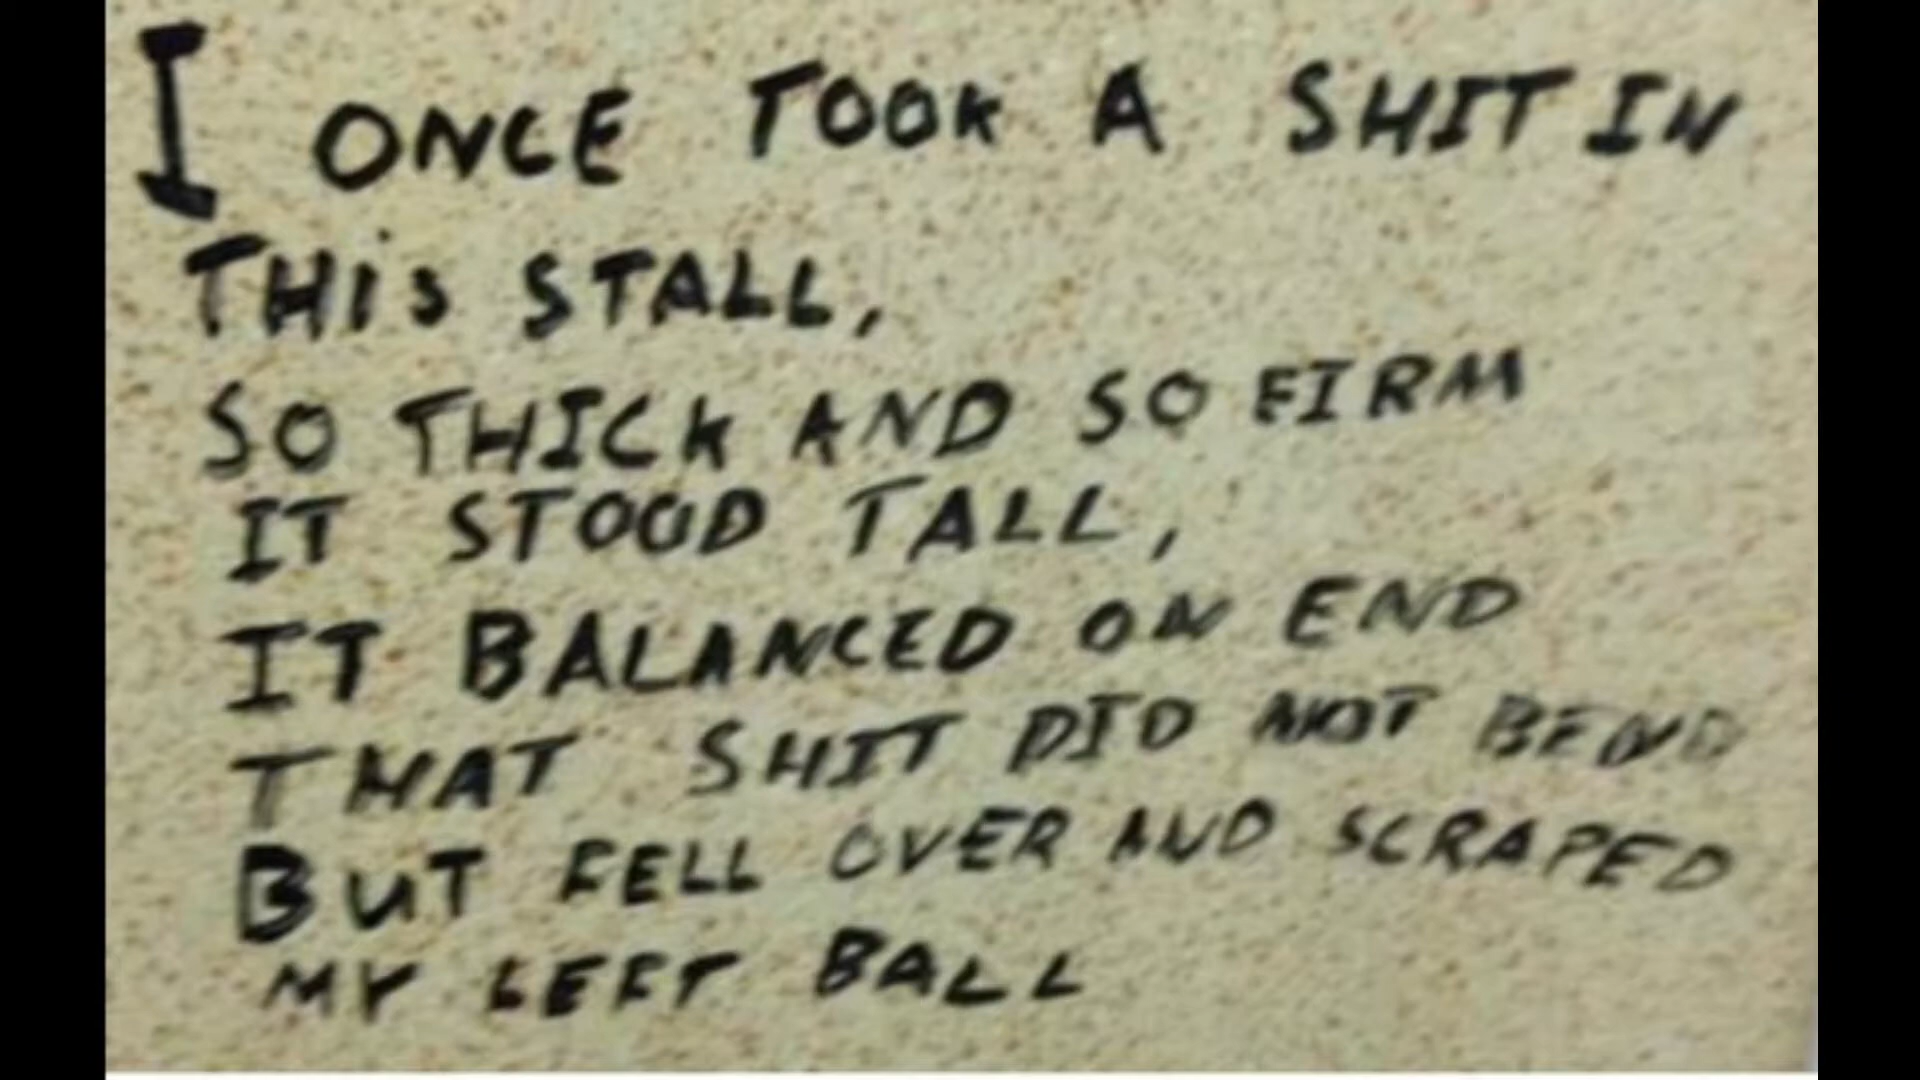 I ONCE TOOK A SHIT IN
THiS STALL,
SO THICK AND SO FIRM
IT STOOD TALL,
IT BALANCED ON END
THAT SHIT DID NOT BEND
BUT FELL OVER AND SCRAPED
MY LEFT BALL